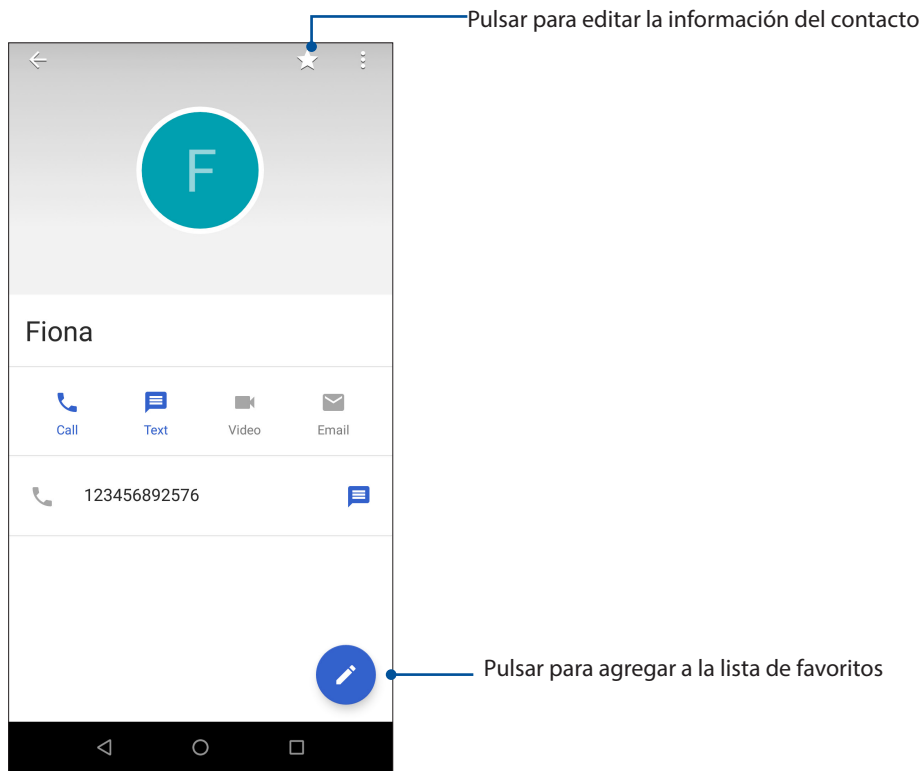 Pulsar para editar la información del contacto
F
Fiona
Call Text Video Email
123456892576
Pulsar para agregar a la lista de favoritos